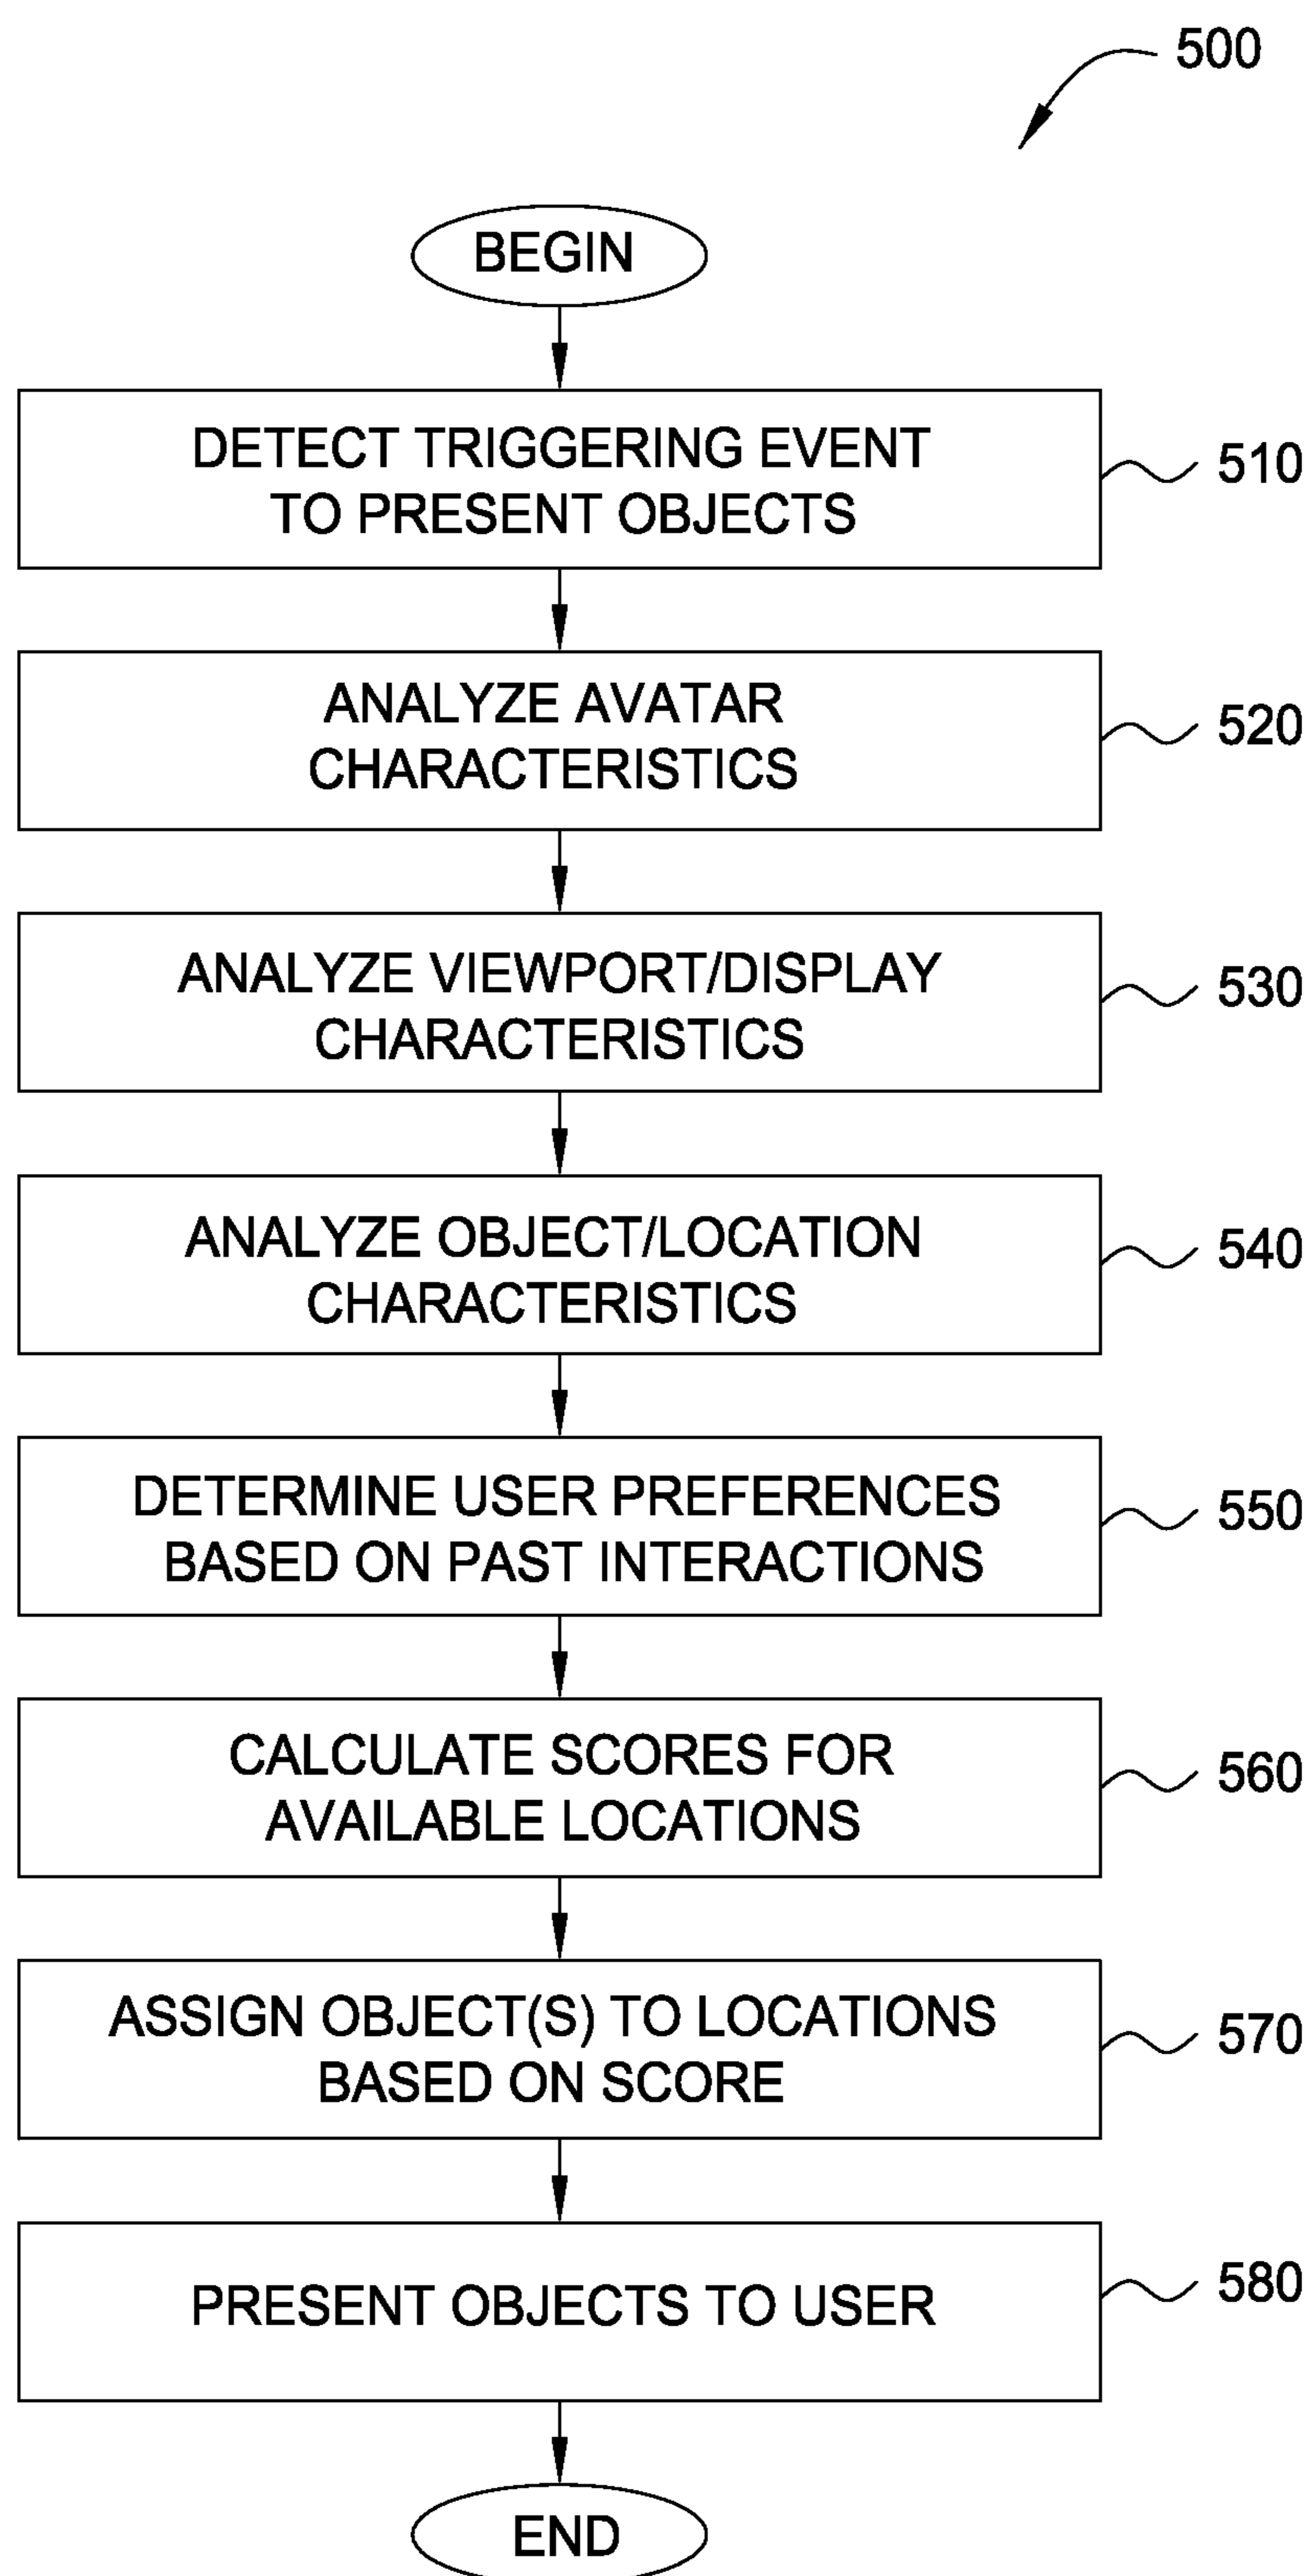 500
BEGIN
DETECT TRIGGERING EVENT
TO PRESENT OBJECTS
510
ANALYZE AVATAR
CHARACTERISTICS
520
ANALYZE VIEWPORT/DISPLAY
CHARACTERISTICS
530
ANALYZE OBJECT/LOCATION
CHARACTERISTICS
540
DETERMINE USER PREFERENCES
BASED ON PAST INTERACTIONS
550
CALCULATE SCORES FOR
AVAILABLE LOCATIONS
560
ASSIGN OBJECT(S) TO LOCATIONS
BASED ON SCORE
570
PRESENT OBJECTS TO USER
580
END